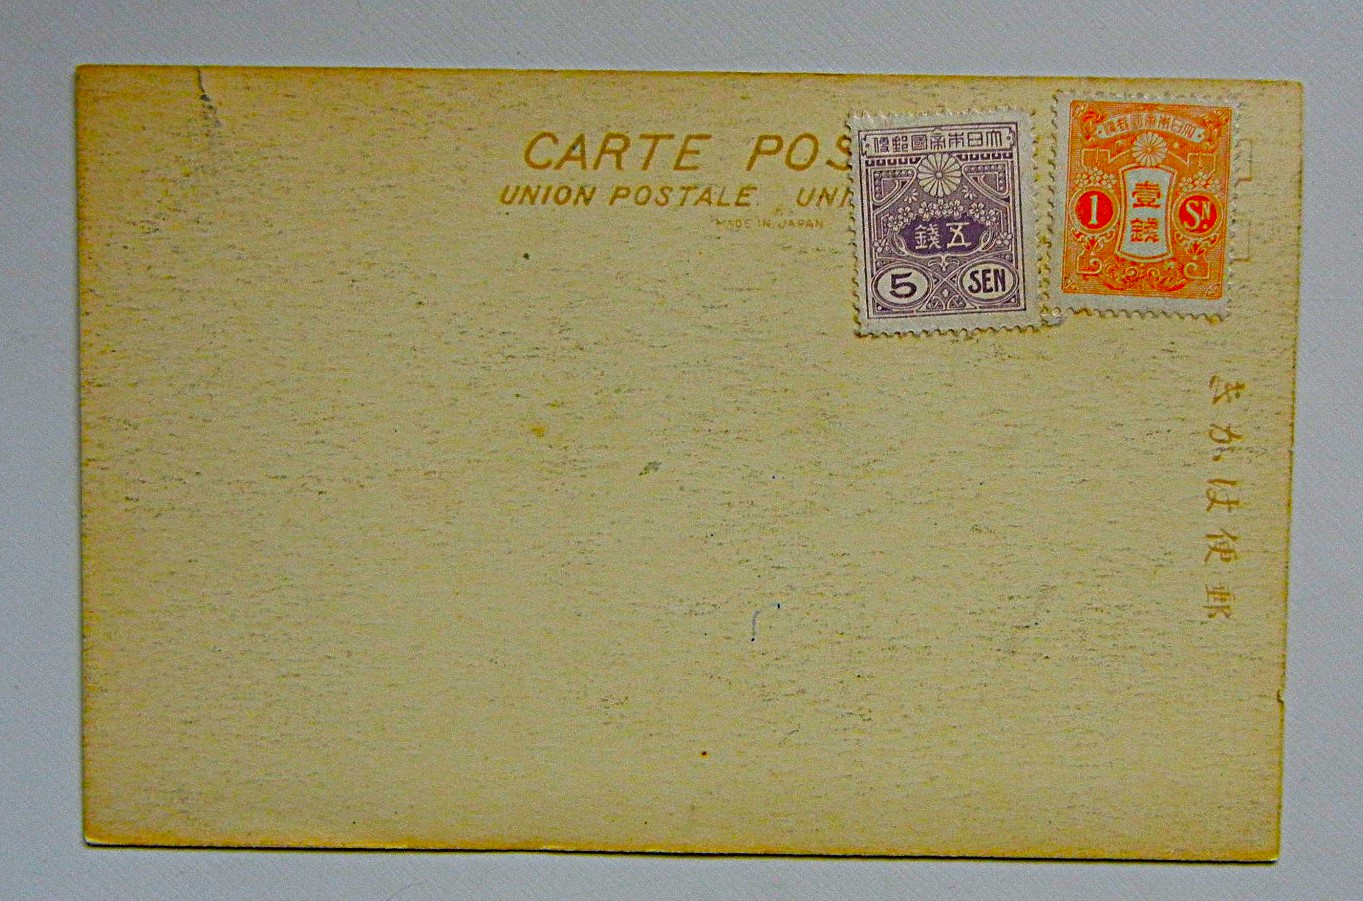 CARTE POS
UNION POSTALE. UNI
MADE IN JAPAN
大日本帝國郵便
五錢
5 SEN
大日本帝國郵便
壹錢
1 SN
郵便はかき